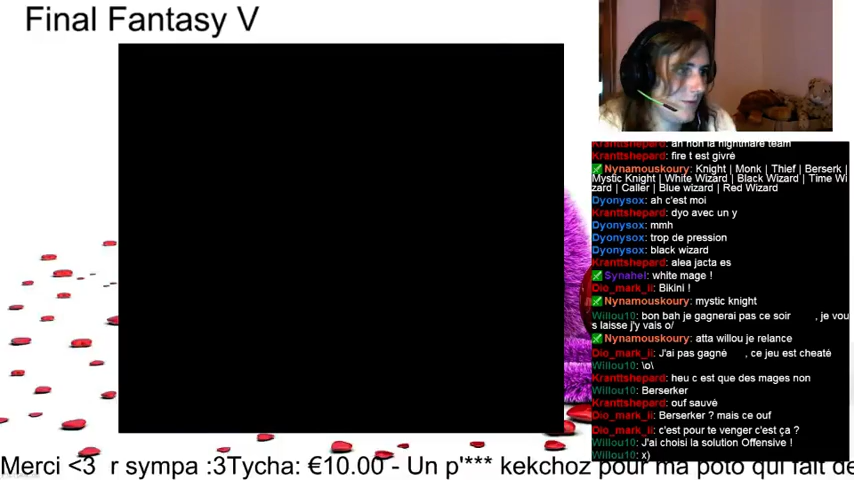 Final Fantasy V
Kranttshepard: ah non la nightmare team
Kranttshepard: fire t est givré
Nynamouskoury: Knight | Monk | Thief | Berserk |
Mystic Knight | White Wizard | Black Wizard | Time Wi
zard | Caller | Blue wizard | Red Wizard
Dyonysox: ah c'est moi
Kranttshepard: dyo avec un y
Dyonysox: mmh
Dyonysox: trop de pression
Dyonysox: black wizard
Kranttshepard: alea jacta es
Synahel: white mage !
Dio_mark_ii: Bikini !
Nynamouskoury: mystic knight
Willou10: bon bah je gagnerai pas ce soir , je vou
s laisse j'y vais o/
Nynamouskoury: atta willou je relance
Dio_mark_ii: J'ai pas gagné , ce jeu est cheaté
Willou10: \o\
Kranttshepard: heu c est que des mages non
Willou10: Berserker
Kranttshepard: ouf sauvé
Dio_mark_ii: Berserker ? mais ce ouf
Dio_mark_ii: c'est pour te venger c'est ça ?
Willou10: J'ai choisi la solution Offensive !
Willou10: x)
Merci <3 r sympa :3Tycha: €10.00 - Un p'*** kekchoz pour ma poto qui fait de